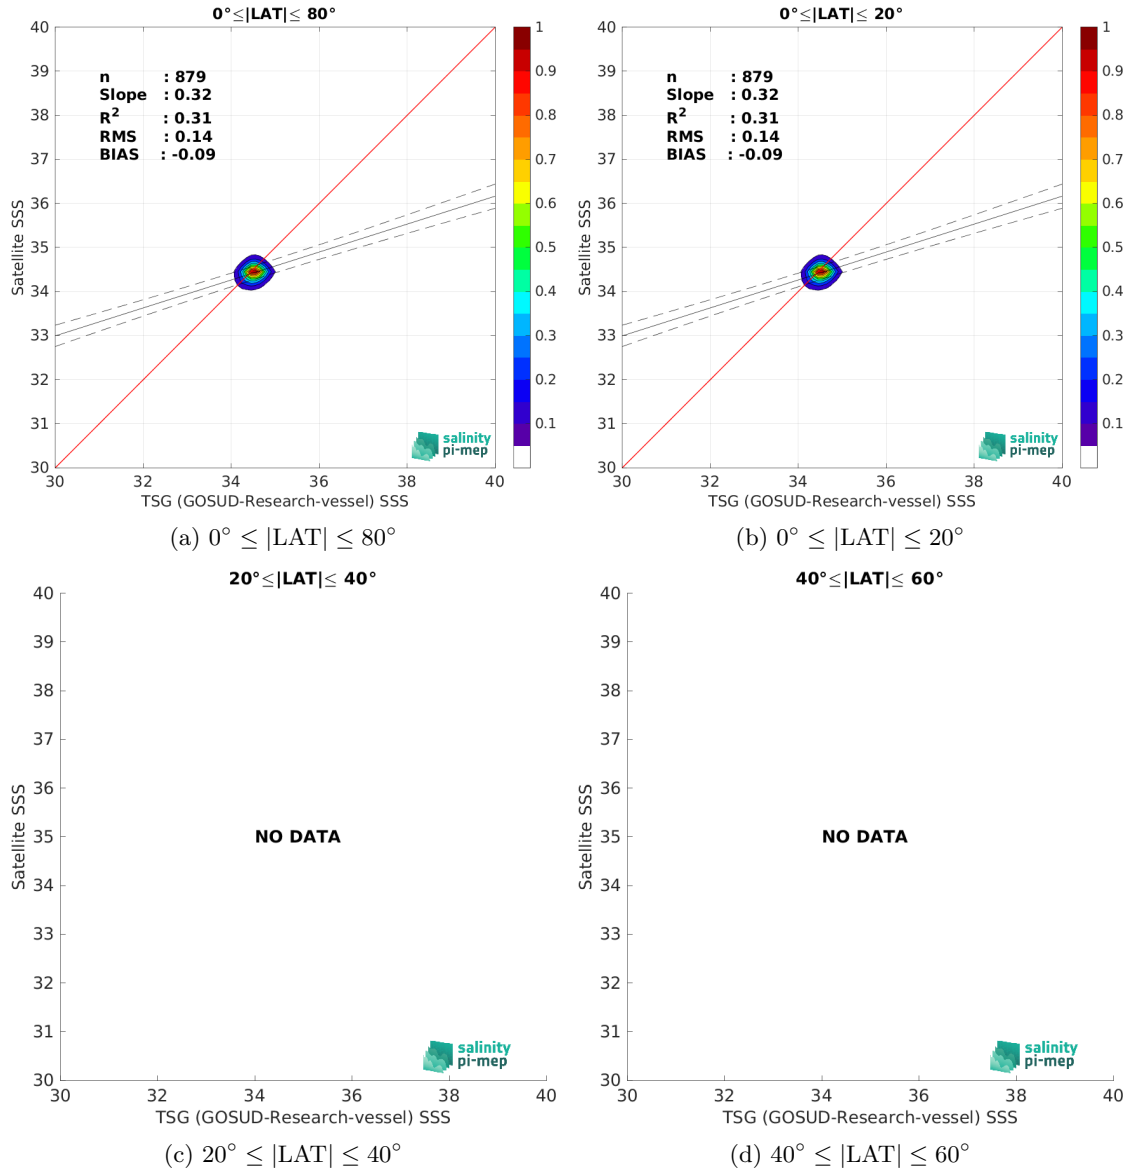 0°≤|LAT|≤ 80°
40
39
38
37
36
35
34
33
32
31
30
Satellite SSS
n : 879
Slope : 0.32
R² : 0.31
RMS : 0.14
BIAS : -0.09
salinity
pi-mep
30 32 34 36 38 40
TSG (GOSUD-Research-vessel) SSS
1
0.9
0.8
0.7
0.6
0.5
0.4
0.3
0.2
0.1
(a) 0° ≤ |LAT| ≤ 80°
0°≤|LAT|≤ 20°
40
39
38
37
36
35
34
33
32
31
30
Satellite SSS
n : 879
Slope : 0.32
R² : 0.31
RMS : 0.14
BIAS : -0.09
salinity
pi-mep
30 32 34 36 38 40
TSG (GOSUD-Research-vessel) SSS
1
0.9
0.8
0.7
0.6
0.5
0.4
0.3
0.2
0.1
(b) 0° ≤ |LAT| ≤ 20°
20°≤|LAT|≤ 40°
40
39
38
37
36
35
34
33
32
31
30
Satellite SSS
NO DATA
salinity
pi-mep
30 32 34 36 38 40
TSG (GOSUD-Research-vessel) SSS
(c) 20° ≤ |LAT| ≤ 40°
40°≤|LAT|≤ 60°
40
39
38
37
36
35
34
33
32
31
30
Satellite SSS
NO DATA
salinity
pi-mep
30 32 34 36 38 40
TSG (GOSUD-Research-vessel) SSS
(d) 40° ≤ |LAT| ≤ 60°